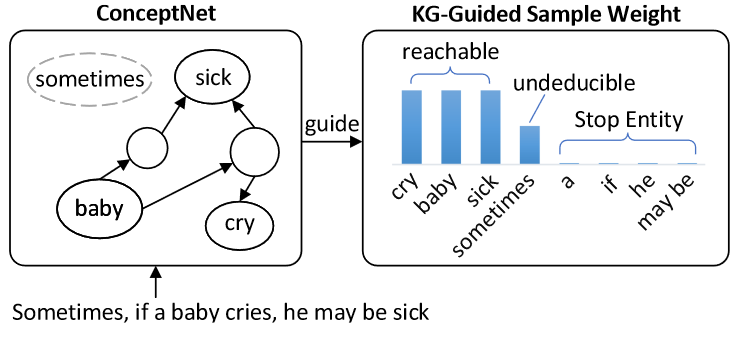 ConceptNet
KG-Guided Sample Weight
sometimes
sick
baby
cry
guide
reachable
undeducible
Stop Entity
cry
baby
sick
sometimes
a
if
he
may be
Sometimes, if a baby cries, he may be sick